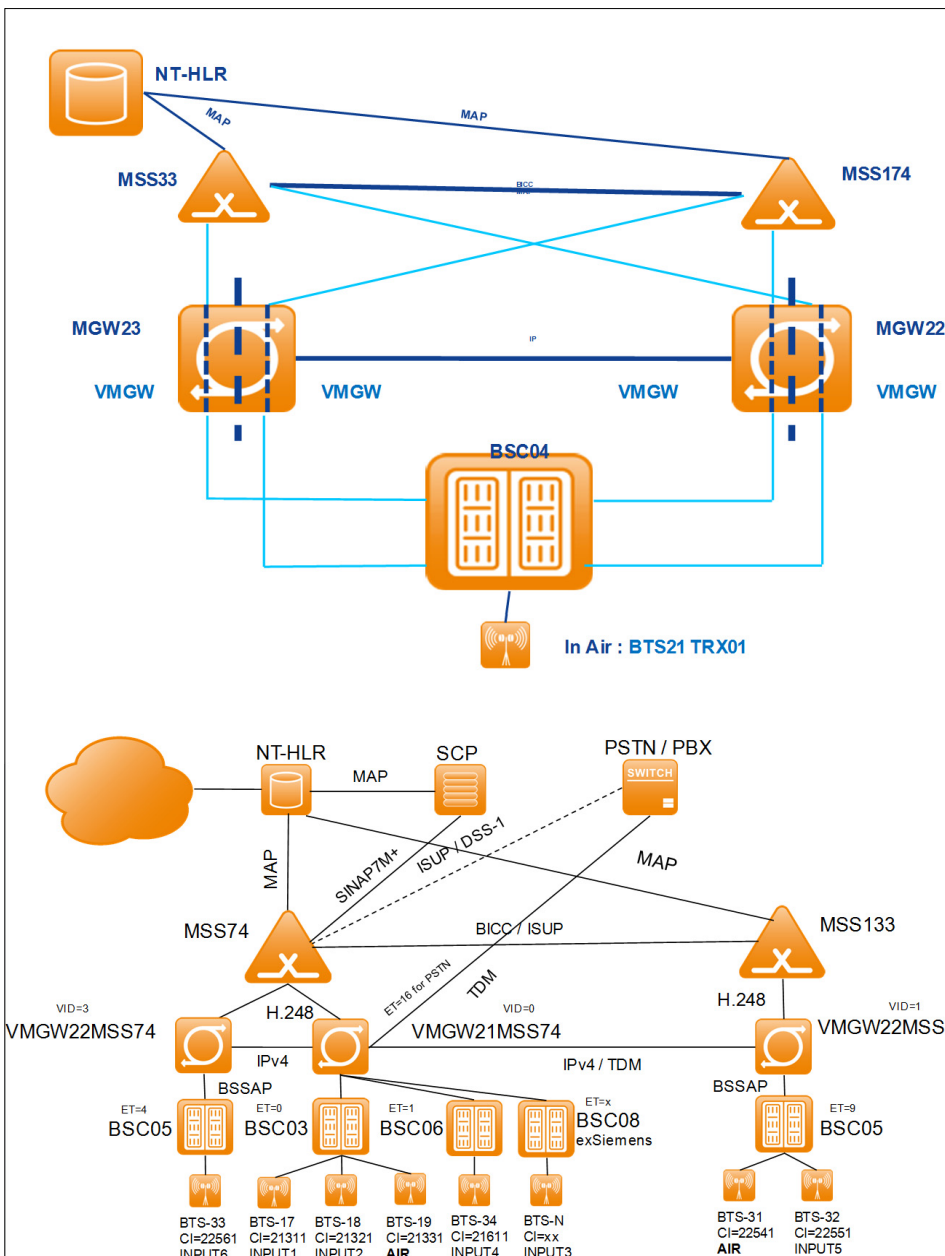 NT-HLR
MAP
MAP
MSS33
MSS174
BICC
MGW23
MGW22
IP
VMGW
VMGW
VMGW
VMGW
BSC04
In Air : BTS21 TRX01
NT-HLR
SCP
PSTN / PBX
MAP
SWITCH
ISUP / DSS-1
SINAP7M+
MAP
MAP
MSS74
BICC / ISUP
MSS133
ET=16 for PSTN
TDM
H.248
H.248
VID=3
VMGW22MSS74
VID=0
VMGW21MSS74
VID=1
VMGW22MSS
IPv4
IPv4 / TDM
BSSAP
BSSAP
ET=4
BSC05
ET=0
BSC03
ET=1
BSC06
ET=x
BSC08
exSiemens
ET=9
BSC05
BTS-33
CI=22561
INPUT6
BTS-17
CI=21311
INPUT1
BTS-18
CI=21321
INPUT2
BTS-19
CI=21331
AIR
BTS-34
CI=21611
INPUT4
BTS-N
CI=xx
INPUT3
BTS-31
CI=22541
AIR
BTS-32
CI=22551
INPUT5